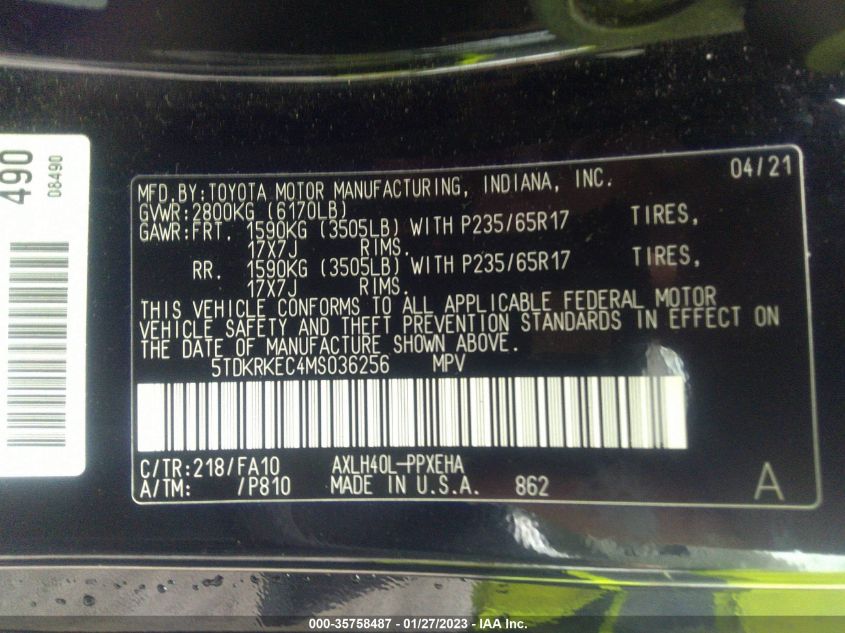 490
08490
04/21
MFD.BY:TOYOTA MOTOR MANUFACTURING, INDIANA, INC.
GVWR:2800KG (6170LB)
GAWR:FRT. 1590KG (3505LB) WITH P235/65R17 TIRES,
17X7J RIMS.
RR. 1590KG (3505LB) WITH P235/65R17 TIRES,
17X7J RIMS.
THIS VEHICLE CONFORMS TO ALL APPLICABLE FEDERAL MOTOR
VEHICLE SAFETY AND THEFT PREVENTION STANDARDS IN EFFECT ON
THE DATE OF MANUFACTURE SHOWN ABOVE.
5TDKRKEC4MS036256 MPV
C/TR:218/FA10 AXLH40L-PPXEHA
A/TM: /P810 MADE IN U.S.A. 862 A
000-35758487 - 01/27/2023 - IAA Inc.